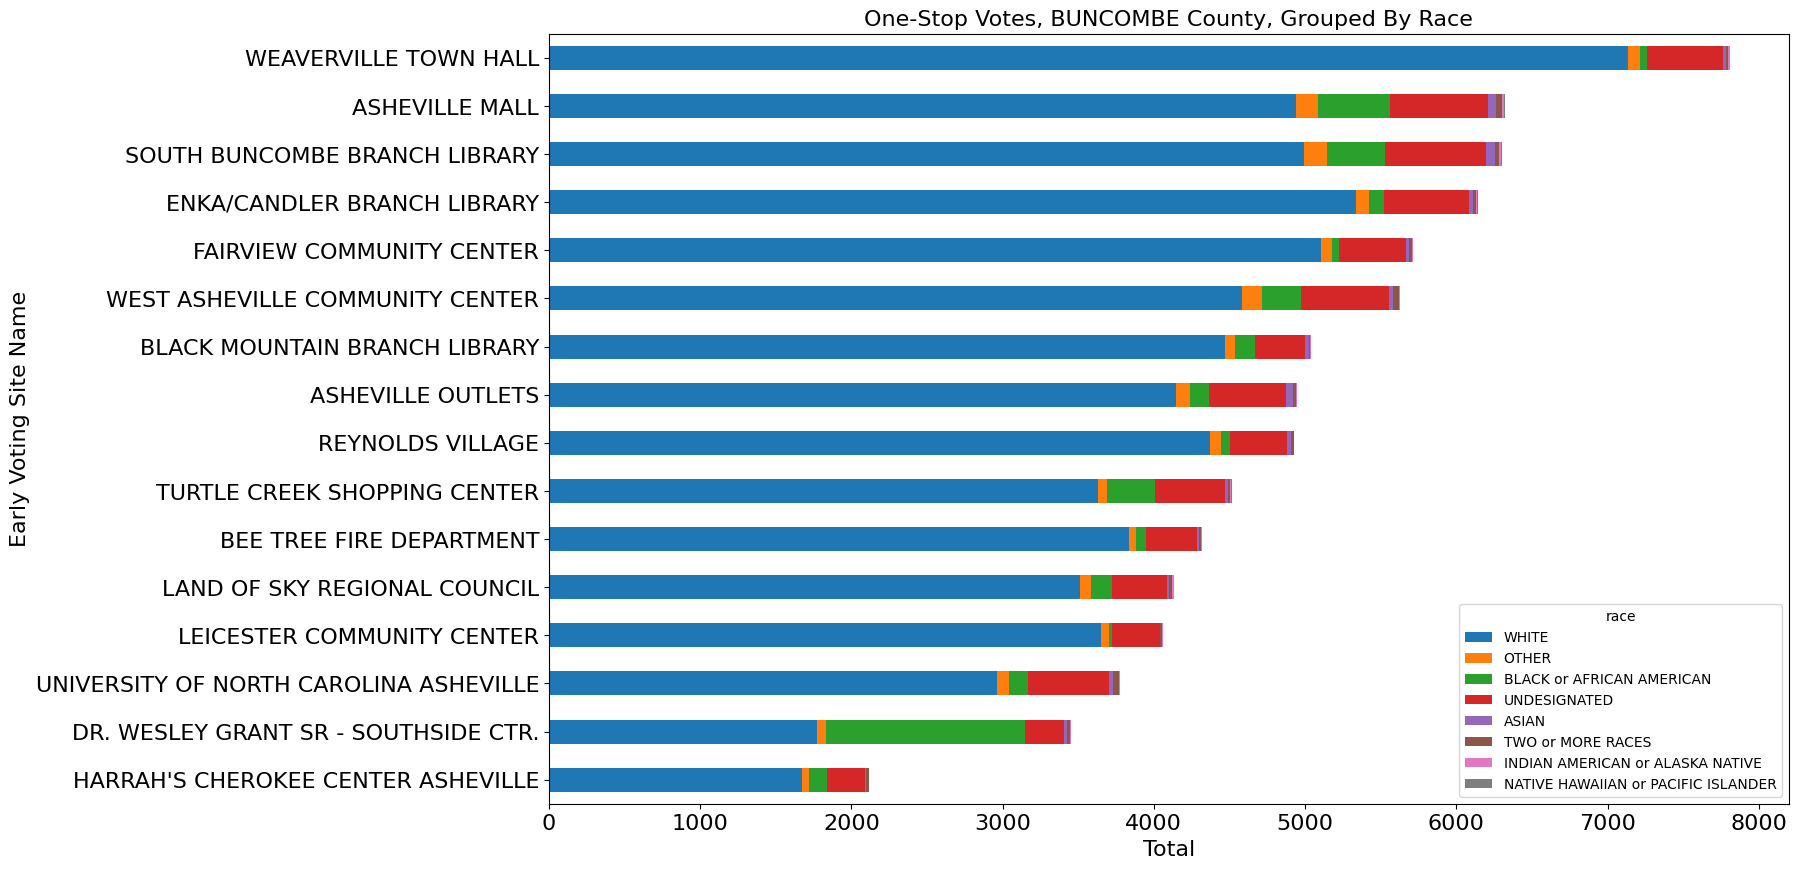 One-Stop Votes, BUNCOMBE County, Grouped By Race
Early Voting Site Name
WEAVERVILLE TOWN HALL
ASHEVILLE MALL
SOUTH BUNCOMBE BRANCH LIBRARY
ENKA/CANDLER BRANCH LIBRARY
FAIRVIEW COMMUNITY CENTER
WEST ASHEVILLE COMMUNITY CENTER
BLACK MOUNTAIN BRANCH LIBRARY
ASHEVILLE OUTLETS
REYNOLDS VILLAGE
TURTLE CREEK SHOPPING CENTER
BEE TREE FIRE DEPARTMENT
LAND OF SKY REGIONAL COUNCIL
LEICESTER COMMUNITY CENTER
UNIVERSITY OF NORTH CAROLINA ASHEVILLE
DR. WESLEY GRANT SR - SOUTHSIDE CTR.
HARRAH'S CHEROKEE CENTER ASHEVILLE
race
WHITE
OTHER
BLACK or AFRICAN AMERICAN
UNDESIGNATED
ASIAN
TWO or MORE RACES
INDIAN AMERICAN or ALASKA NATIVE
NATIVE HAWAIIAN or PACIFIC ISLANDER
0 1000 2000 3000 4000 5000 6000 7000 8000
Total